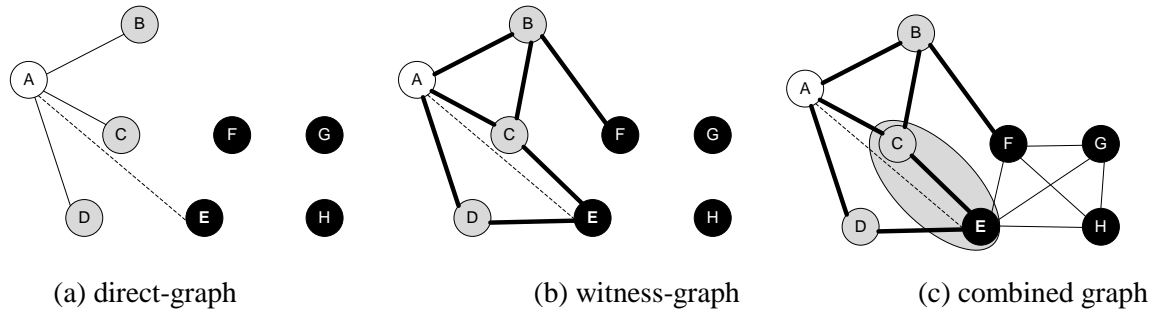 B
A
C
F
G
D
E
H
(a) direct-graph
B
A
C
F
G
D
E
H
(b) witness-graph
B
A
C
F
G
D
E
H
(c) combined graph